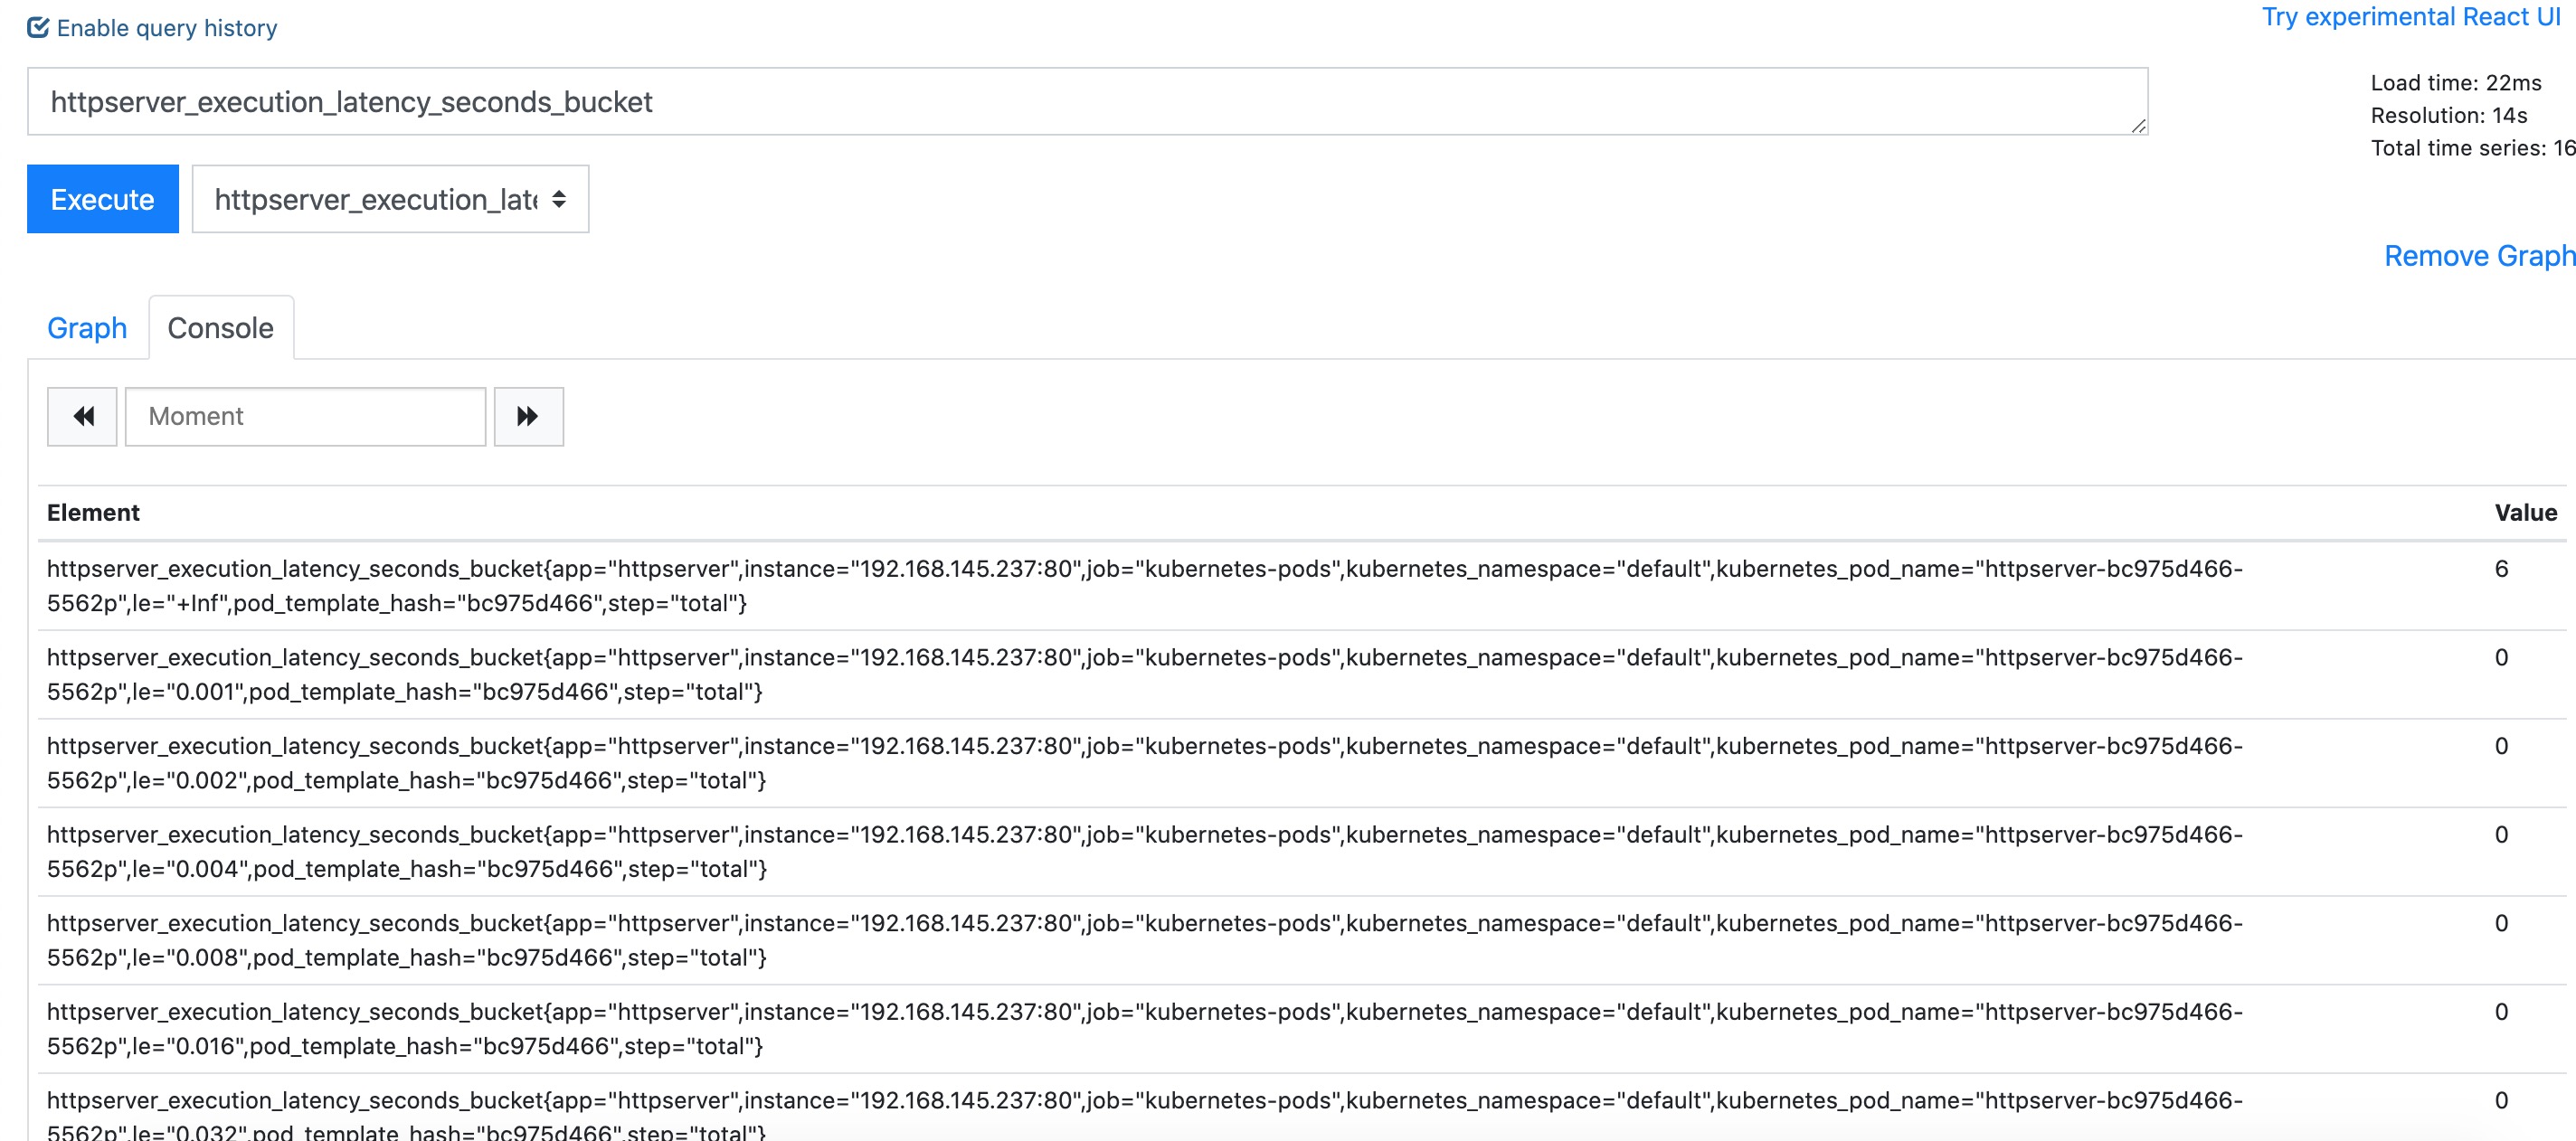 Enable query history
Try experimental React UI
httpserver_execution_latency_seconds_bucket
Load time: 22ms
Resolution: 14s
Total time series: 16
Execute
httpserver_execution_late
Remove Graph
Graph
Console
Moment
Element Value
httpserver_execution_latency_seconds_bucket{app="httpserver",instance="192.168.145.237:80",job="kubernetes-pods",kubernetes_namespace="default",kubernetes_pod_name="httpserver-bc975d466- 6
5562p",le="+Inf",pod_template_hash="bc975d466",step="total"}
httpserver_execution_latency_seconds_bucket{app="httpserver",instance="192.168.145.237:80",job="kubernetes-pods",kubernetes_namespace="default",kubernetes_pod_name="httpserver-bc975d466- 0
5562p",le="0.001",pod_template_hash="bc975d466",step="total"}
httpserver_execution_latency_seconds_bucket{app="httpserver",instance="192.168.145.237:80",job="kubernetes-pods",kubernetes_namespace="default",kubernetes_pod_name="httpserver-bc975d466- 0
5562p",le="0.002",pod_template_hash="bc975d466",step="total"}
httpserver_execution_latency_seconds_bucket{app="httpserver",instance="192.168.145.237:80",job="kubernetes-pods",kubernetes_namespace="default",kubernetes_pod_name="httpserver-bc975d466- 0
5562p",le="0.004",pod_template_hash="bc975d466",step="total"}
httpserver_execution_latency_seconds_bucket{app="httpserver",instance="192.168.145.237:80",job="kubernetes-pods",kubernetes_namespace="default",kubernetes_pod_name="httpserver-bc975d466- 0
5562p",le="0.008",pod_template_hash="bc975d466",step="total"}
httpserver_execution_latency_seconds_bucket{app="httpserver",instance="192.168.145.237:80",job="kubernetes-pods",kubernetes_namespace="default",kubernetes_pod_name="httpserver-bc975d466- 0
5562p",le="0.016",pod_template_hash="bc975d466",step="total"}
httpserver_execution_latency_seconds_bucket{app="httpserver",instance="192.168.145.237:80",job="kubernetes-pods",kubernetes_namespace="default",kubernetes_pod_name="httpserver-bc975d466- 0
5562p",le="0.032",pod_template_hash="bc975d466",step="total"}